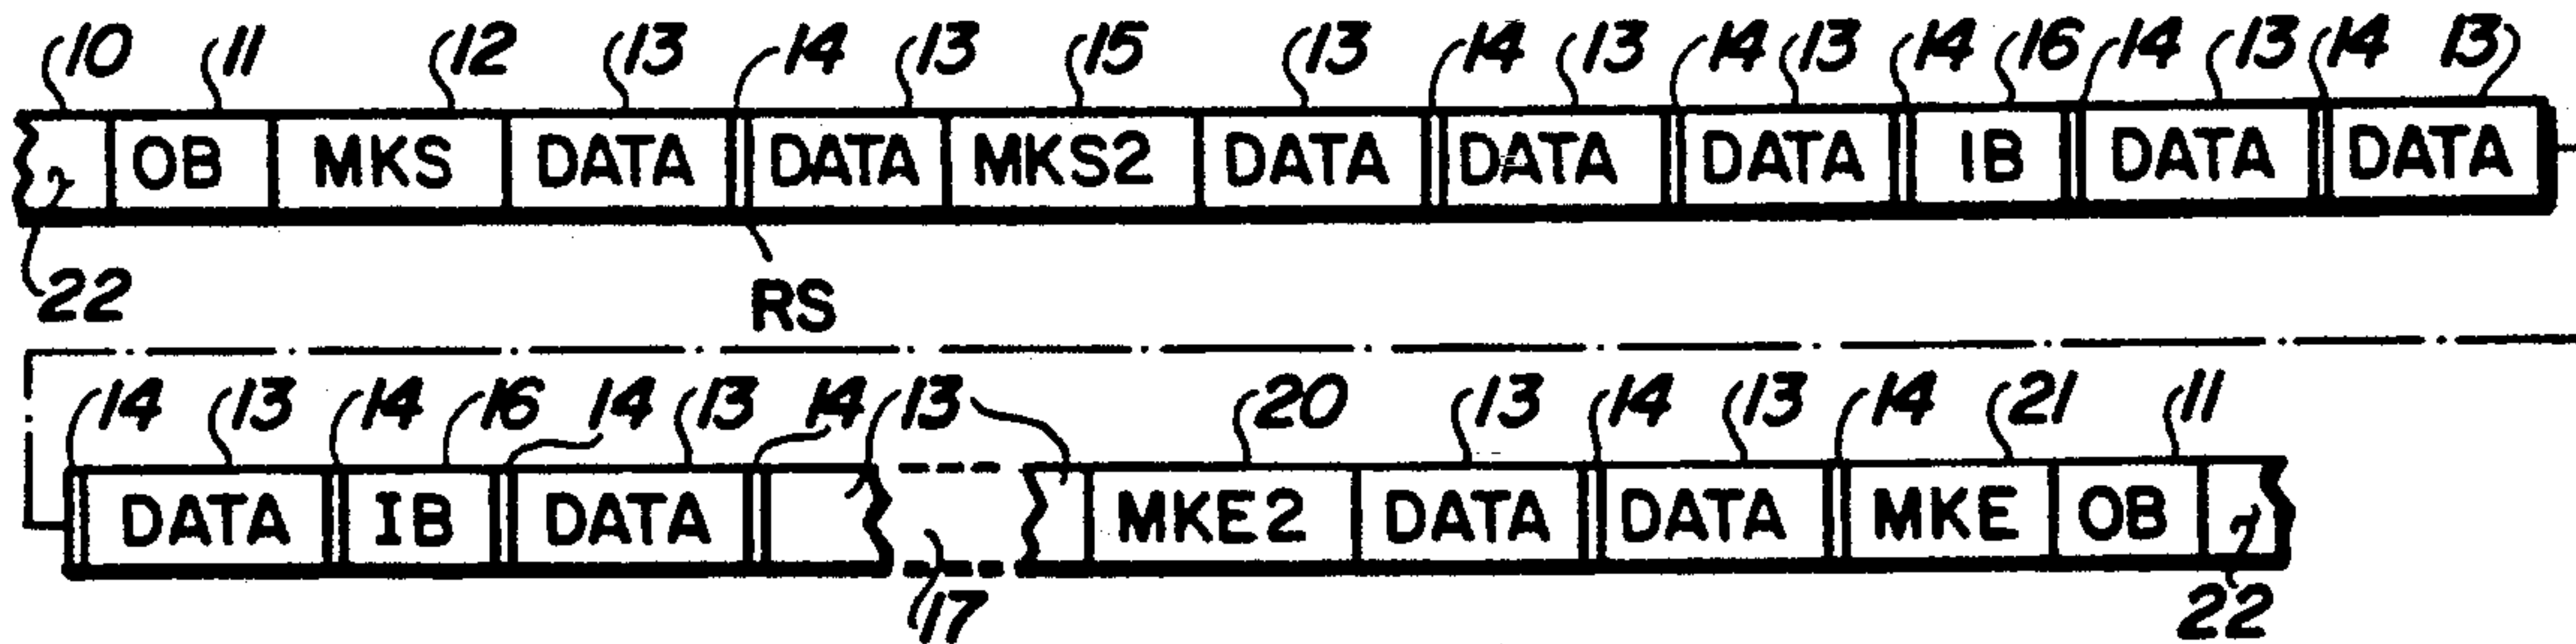 10 11 12 13 14 13 15 13 14 13 14 13 14 16 14 13 14 13
OB MKS DATA DATA MKS2 DATA DATA DATA IB DATA DATA
22 RS
14 13 14 16 14 13 14 13 20 13 14 13 14 21 11
DATA IB DATA MKE2 DATA DATA MKE OB
17 22